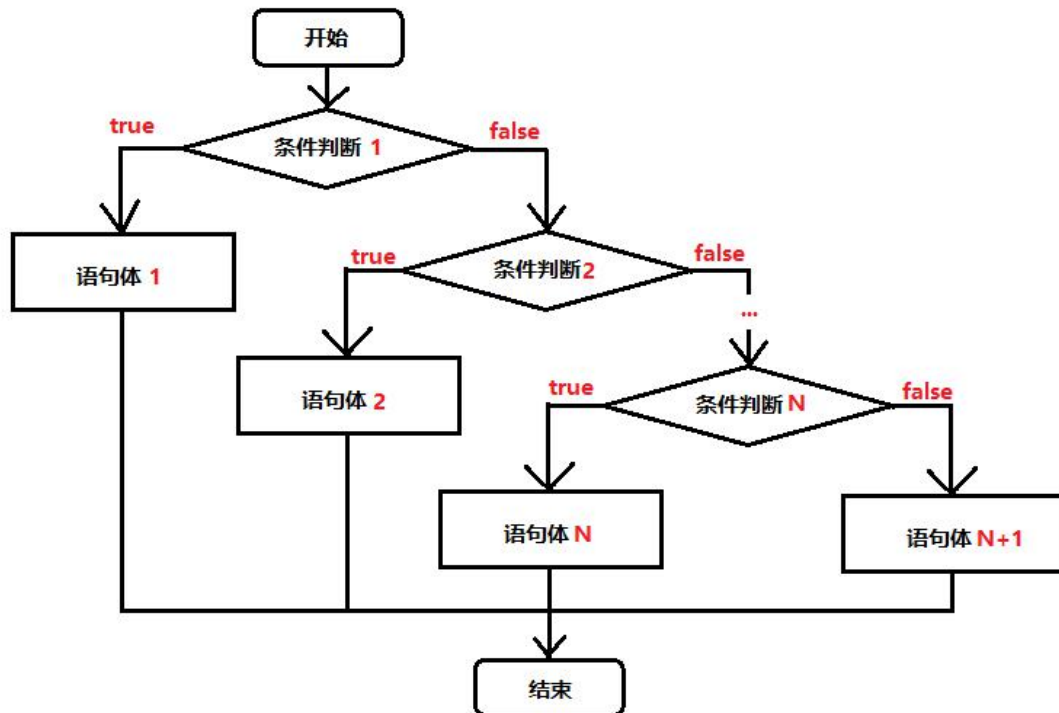 开始
true
false
条件判断 1
true
false
语句体 1
条件判断2
...
true
false
语句体 2
条件判断 N
语句体 N
语句体 N+1
结束